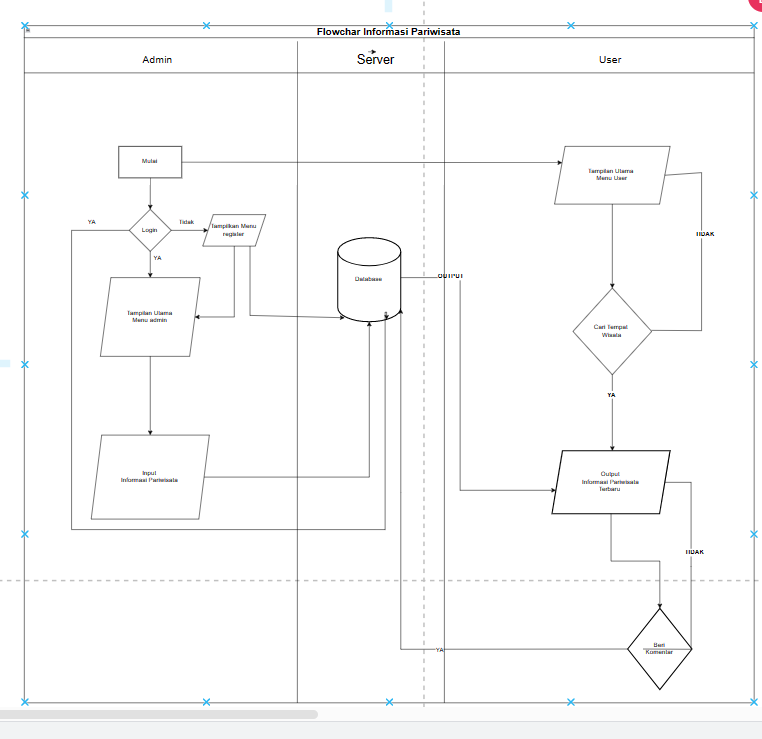 Flowchar Informasi Pariwisata
Admin
Server
User
Mulai
Tampilan Utama
Menu User
Login
YA
Tidak
Tampilkan Menu
register
YA
TIDAK
Database
OUTPUT
Tampilan Utama
Menu admin
Cari Tempat
Wisata
YA
Input
Informasi Pariwisata
Output
Informasi Pariwisata
Terbaru
TIDAK
YA
Beri
Komentar